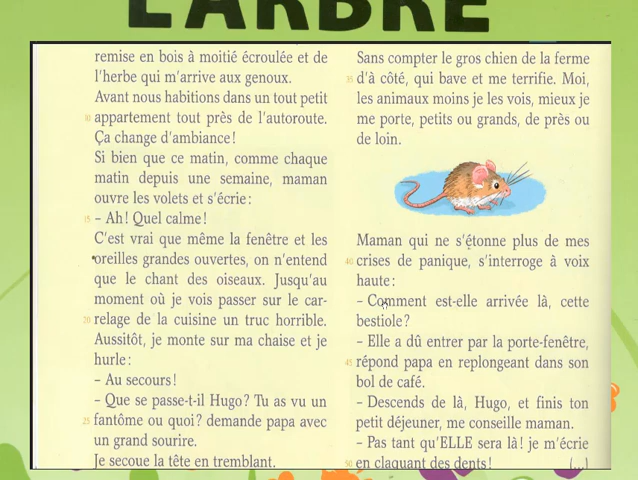 L'ARBRE
remise en bois à moitié écroulée et de
l'herbe qui m'arrive aux genoux.
Avant nous habitions dans un tout petit
10 appartement tout près de l'autoroute.
Ça change d'ambiance !
Si bien que ce matin, comme chaque
matin depuis une semaine, maman
ouvre les volets et s'écrie :
15 – Ah ! Quel calme !
C'est vrai que même la fenêtre et les
oreilles grandes ouvertes, on n'entend
que le chant des oiseaux. Jusqu'au
moment où je vois passer sur le car-
20 relage de la cuisine un truc horrible.
Aussitôt, je monte sur ma chaise et je
hurle :
– Au secours !
– Que se passe-t-il Hugo ? Tu as vu un
25 fantôme ou quoi ? demande papa avec
un grand sourire.
Je secoue la tête en tremblant.
Sans compter le gros chien de la ferme
35 d'à côté, qui bave et me terrifie. Moi,
les animaux moins je les vois, mieux je
me porte, petits ou grands, de près ou
de loin.
Maman qui ne s'étonne plus de mes
40 crises de panique, s'interroge à voix
haute :
– Comment est-elle arrivée là, cette
bestiole ?
– Elle a dû entrer par la porte-fenêtre,
45 répond papa en replongeant dans son
bol de café.
– Descends de là, Hugo, et finis ton
petit déjeuner, me conseille maman.
– Pas tant qu'ELLE sera là ! je m'écrie
50 en claquant des dents ! (...)